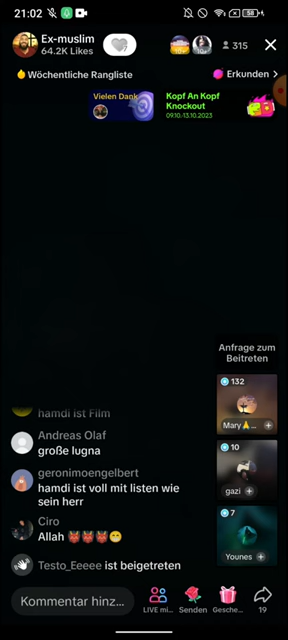 21:02
58
Ex-muslim
64.2K Likes
315
Wöchentliche Rangliste
Erkunden
Vielen Dank
Kopf An Kopf
Knockout
09.10-13.10.2023
Anfrage zum
Beitreten
132
Mary🙏...
10
gazi
7
Younes
hamdi ist Film
Andreas Olaf
große lugna
geronimoengelbert
hamdi ist voll mit listen wie
sein herr
Ciro
Allah 👹👹👹😁
Testo_Eeeee ist beigetreten
Kommentar hinz...
LIVE mi...
Senden
Gesche...
19